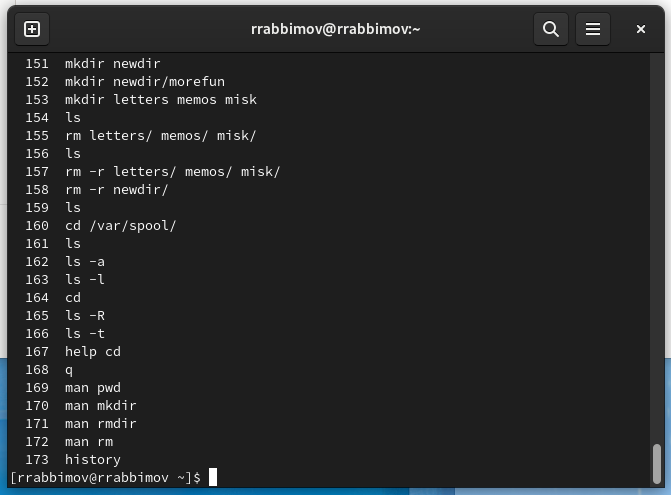 rrabbimov@rrabbimov:~
151 mkdir newdir
152 mkdir newdir/morefun
153 mkdir letters memos misk
154 ls
155 rm letters/ memos/ misk/
156 ls
157 rm -r letters/ memos/ misk/
158 rm -r newdir/
159 ls
160 cd /var/spool/
161 ls
162 ls -a
163 ls -l
164 cd
165 ls -R
166 ls -t
167 help cd
168 q
169 man pwd
170 man mkdir
171 man rmdir
172 man rm
173 history
[rrabbimov@rrabbimov ~]$